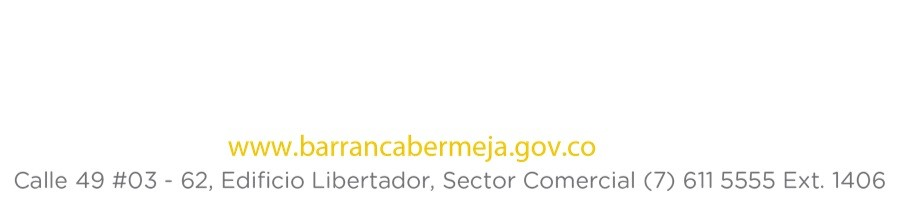 www.barrancabermeja.gov.co
Calle 49 #03 - 62, Edificio Libertador, Sector Comercial (7) 611 5555 Ext. 1406